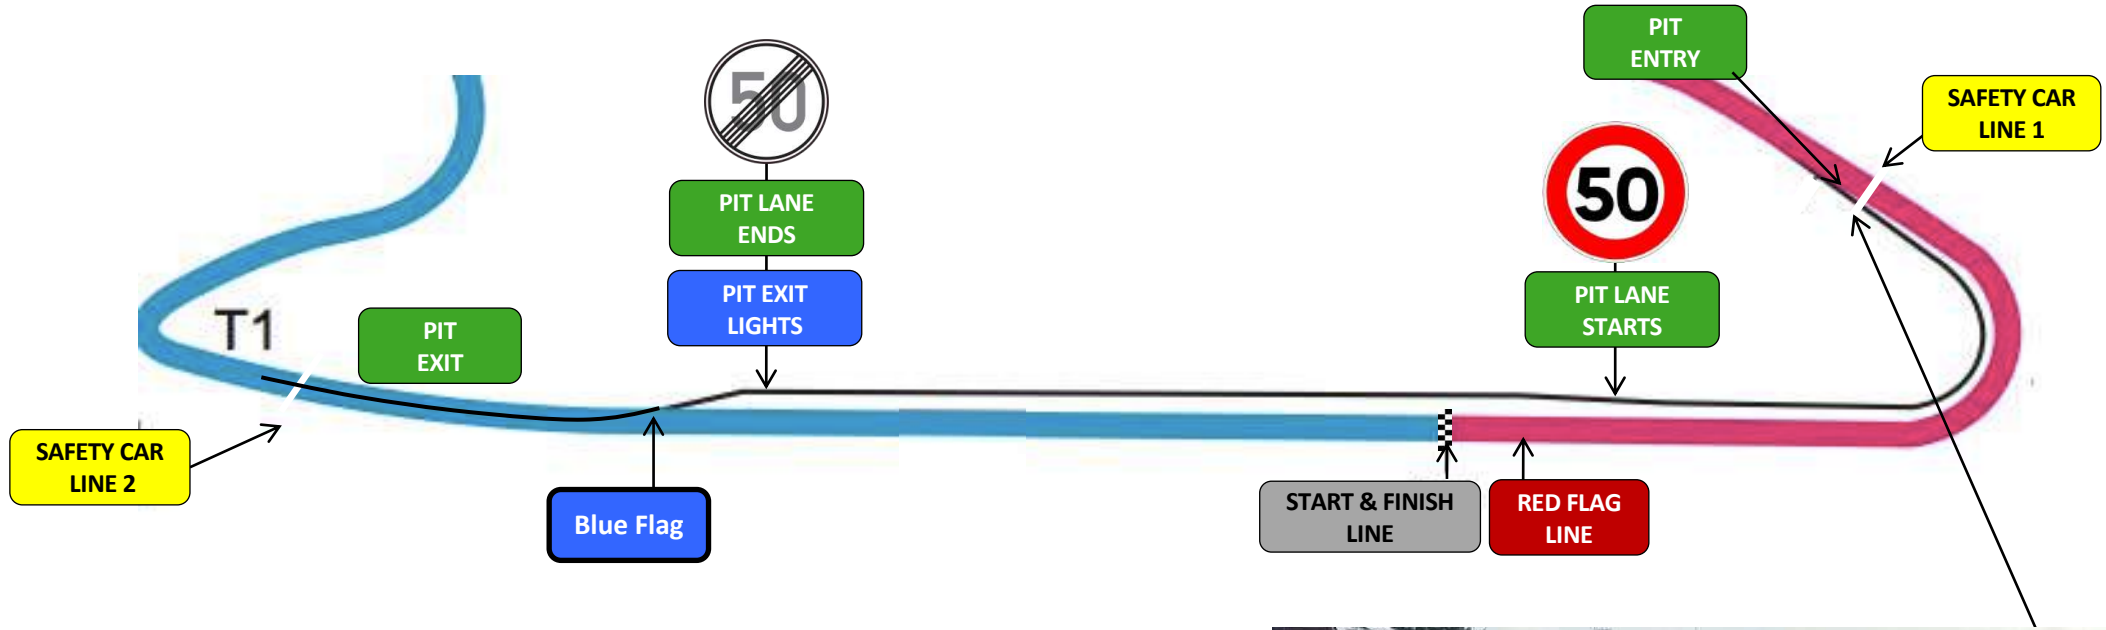 PIT
ENTRY
SAFETY CAR
LINE 1
50
50
PIT LANE
ENDS
PIT EXIT
LIGHTS
PIT LANE
STARTS
T1
PIT
EXIT
SAFETY CAR
LINE 2
Blue Flag
START & FINISH
LINE
RED FLAG
LINE